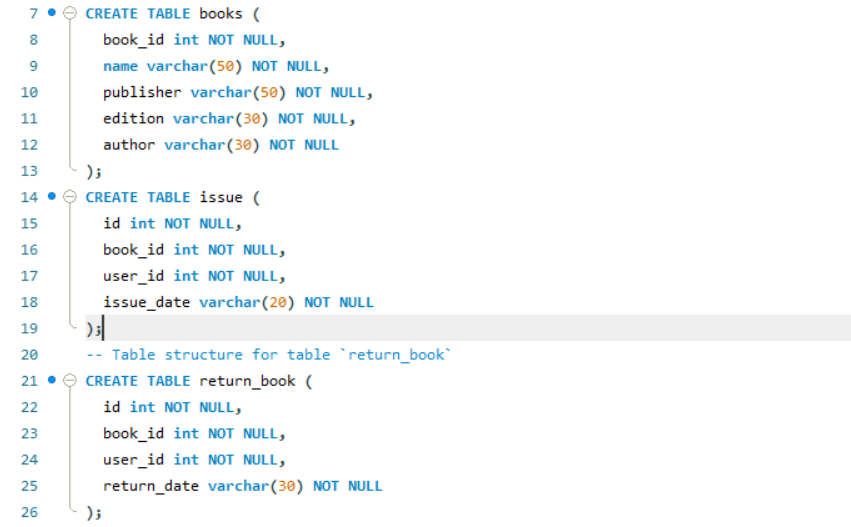 7 CREATE TABLE books (
8 book_id int NOT NULL,
9 name varchar(50) NOT NULL,
10 publisher varchar(50) NOT NULL,
11 edition varchar(30) NOT NULL,
12 author varchar(30) NOT NULL
13 );
14 CREATE TABLE issue (
15 id int NOT NULL,
16 book_id int NOT NULL,
17 user_id int NOT NULL,
18 issue_date varchar(20) NOT NULL
19 );
20 -- Table structure for table `return_book`
21 CREATE TABLE return_book (
22 id int NOT NULL,
23 book_id int NOT NULL,
24 user_id int NOT NULL,
25 return_date varchar(30) NOT NULL
26 );